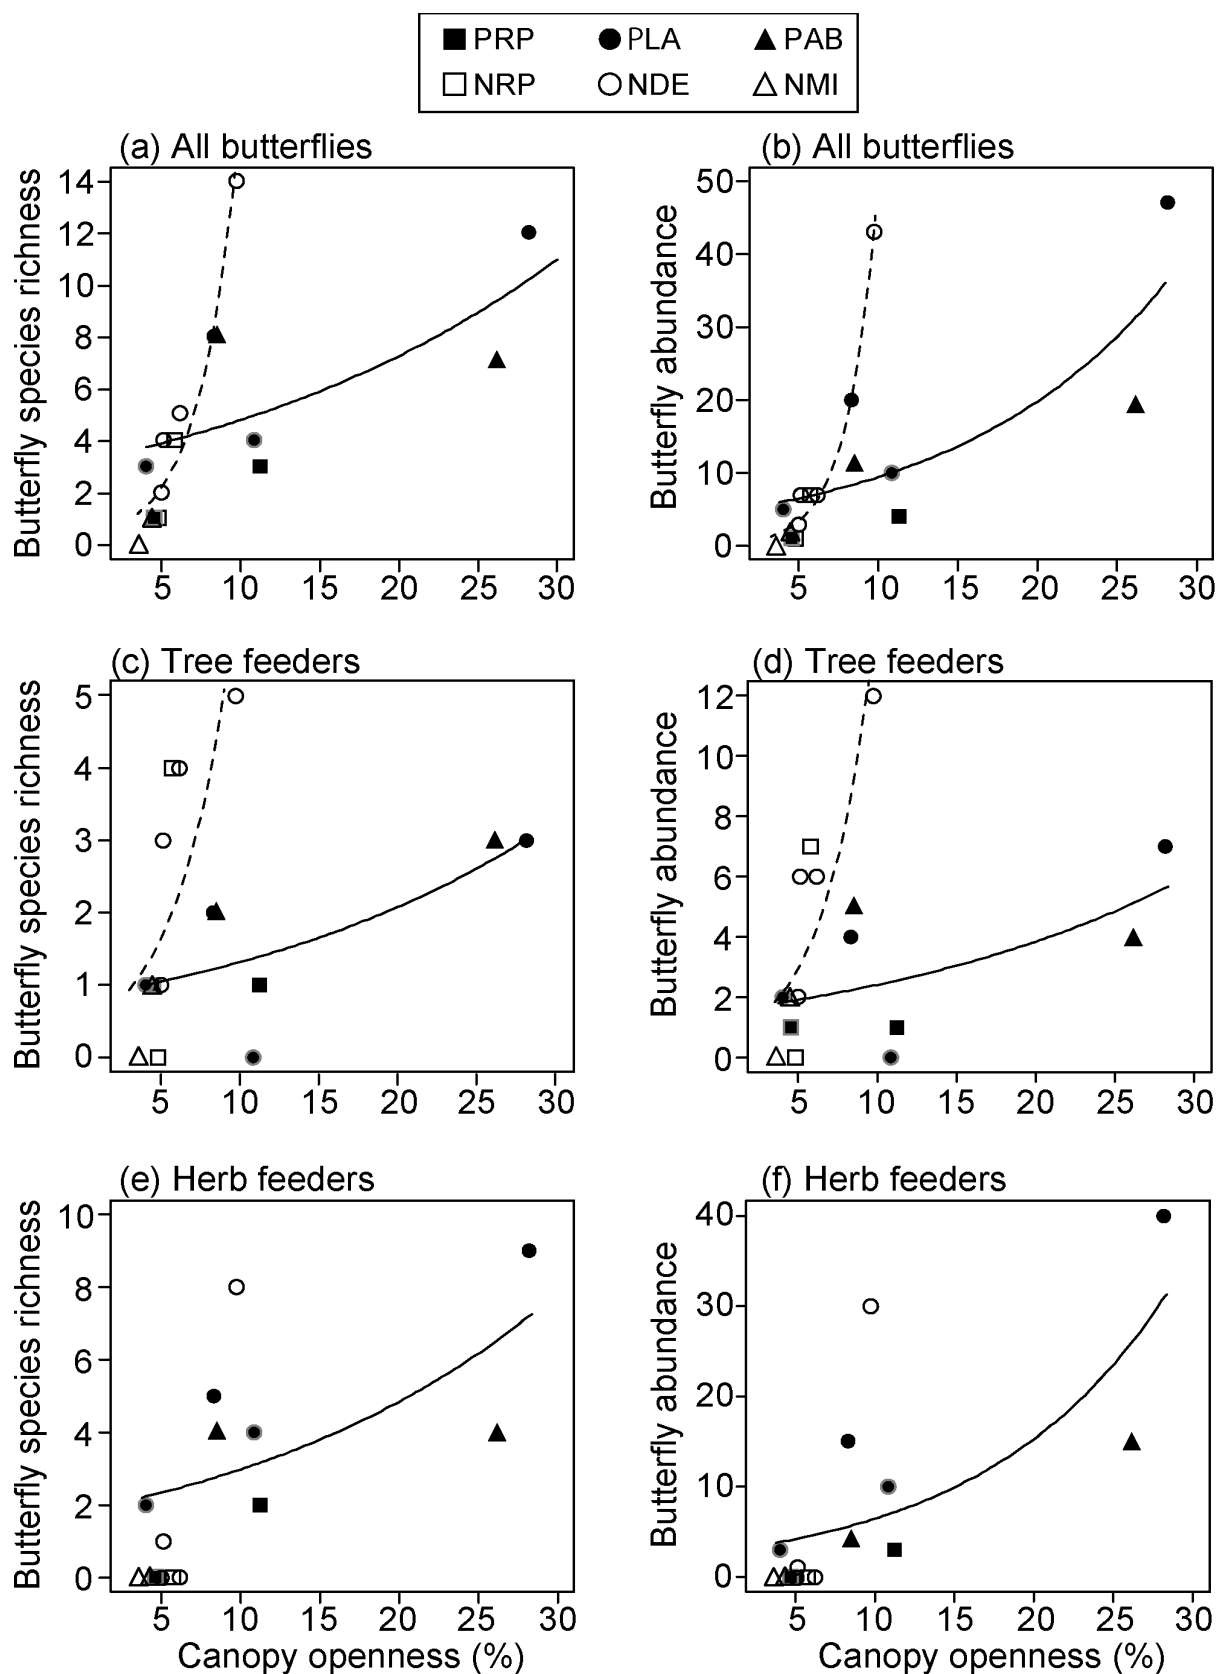 PRP PLA PAB
NRP NDE NMI
(a) All butterflies
Butterfly species richness
14
12
10
8
6
4
2
0
5 10 15 20 25 30
(b) All butterflies
Butterfly abundance
50
40
30
20
10
0
5 10 15 20 25 30
(c) Tree feeders
Butterfly species richness
5
4
3
2
1
0
5 10 15 20 25 30
(d) Tree feeders
Butterfly abundance
12
10
8
6
4
2
0
5 10 15 20 25 30
(e) Herb feeders
Butterfly species richness
10
8
6
4
2
0
5 10 15 20 25 30
Canopy openness (%)
(f) Herb feeders
Butterfly abundance
40
30
20
10
0
5 10 15 20 25 30
Canopy openness (%)